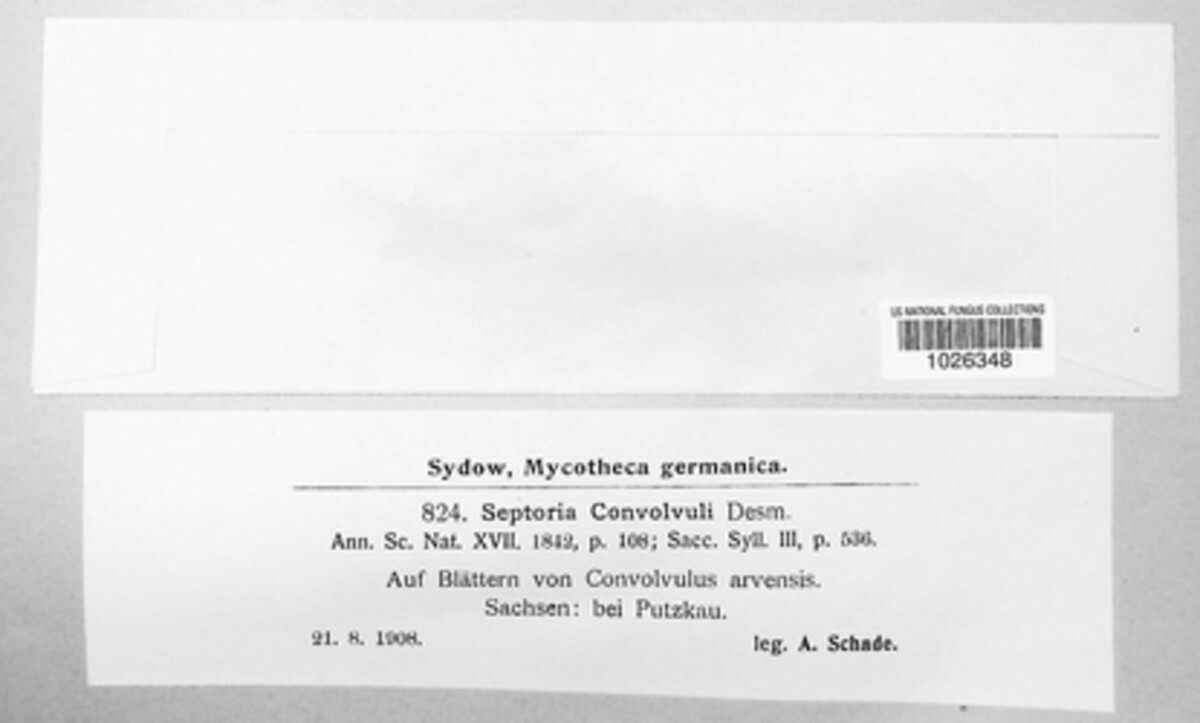 US NATIONAL FUNGUS COLLECTIONS
1026348
Sydow, Mycotheca germanica.
824. Septoria Convolvuli Desm.
Ann. Sc. Nat. XVII. 1842, p. 108; Sacc. Syll. III, p. 536.
Auf Blättern von Convolvulus arvensis.
Sachsen: bei Putzkau.
21. 8. 1908.
leg. A. Schade.